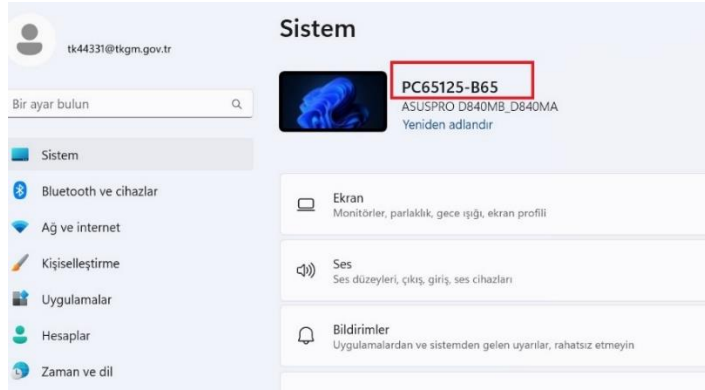 tk44331@tkgm.gov.tr
Bir ayar bulun
Sistem
Bluetooth ve cihazlar
Ağ ve internet
Kişiselleştirme
Uygulamalar
Hesaplar
Zaman ve dil
Sistem
PC65125-B65
ASUSPRO D840MB_D840MA
Yeniden adlandır
Ekran
Monitörler, parlaklık, gece ışığı, ekran profili
Ses
Ses düzeyleri, çıkış, giriş, ses cihazları
Bildirimler
Uygulamalardan ve sistemden gelen uyarılar, rahatsız etmeyin